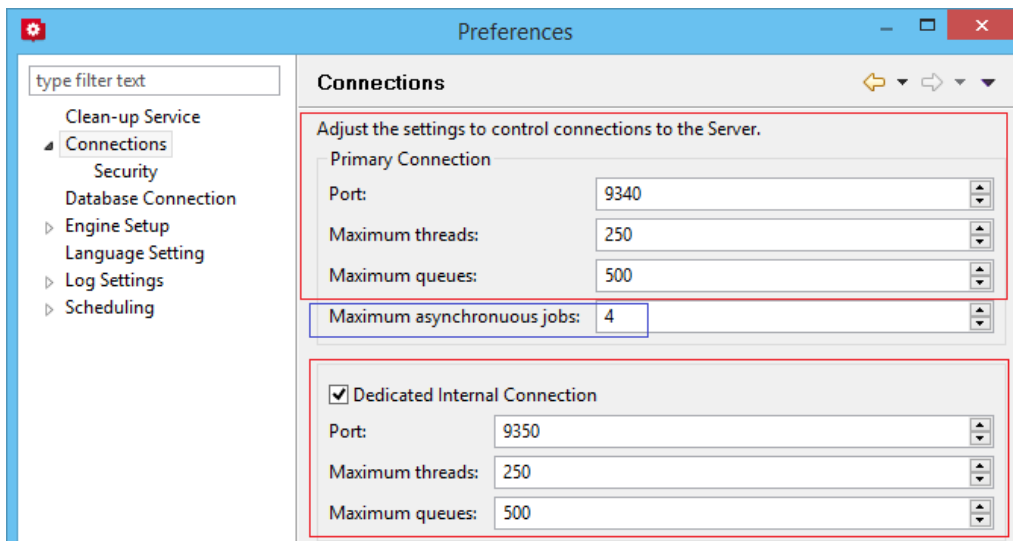 Preferences
type filter text
Connections
Clean-up Service
Connections
Security
Database Connection
Engine Setup
Language Setting
Log Settings
Scheduling
Adjust the settings to control connections to the Server.
Primary Connection
Port: 9340
Maximum threads: 250
Maximum queues: 500
Maximum asynchronuous jobs: 4
Dedicated Internal Connection
Port: 9350
Maximum threads: 250
Maximum queues: 500